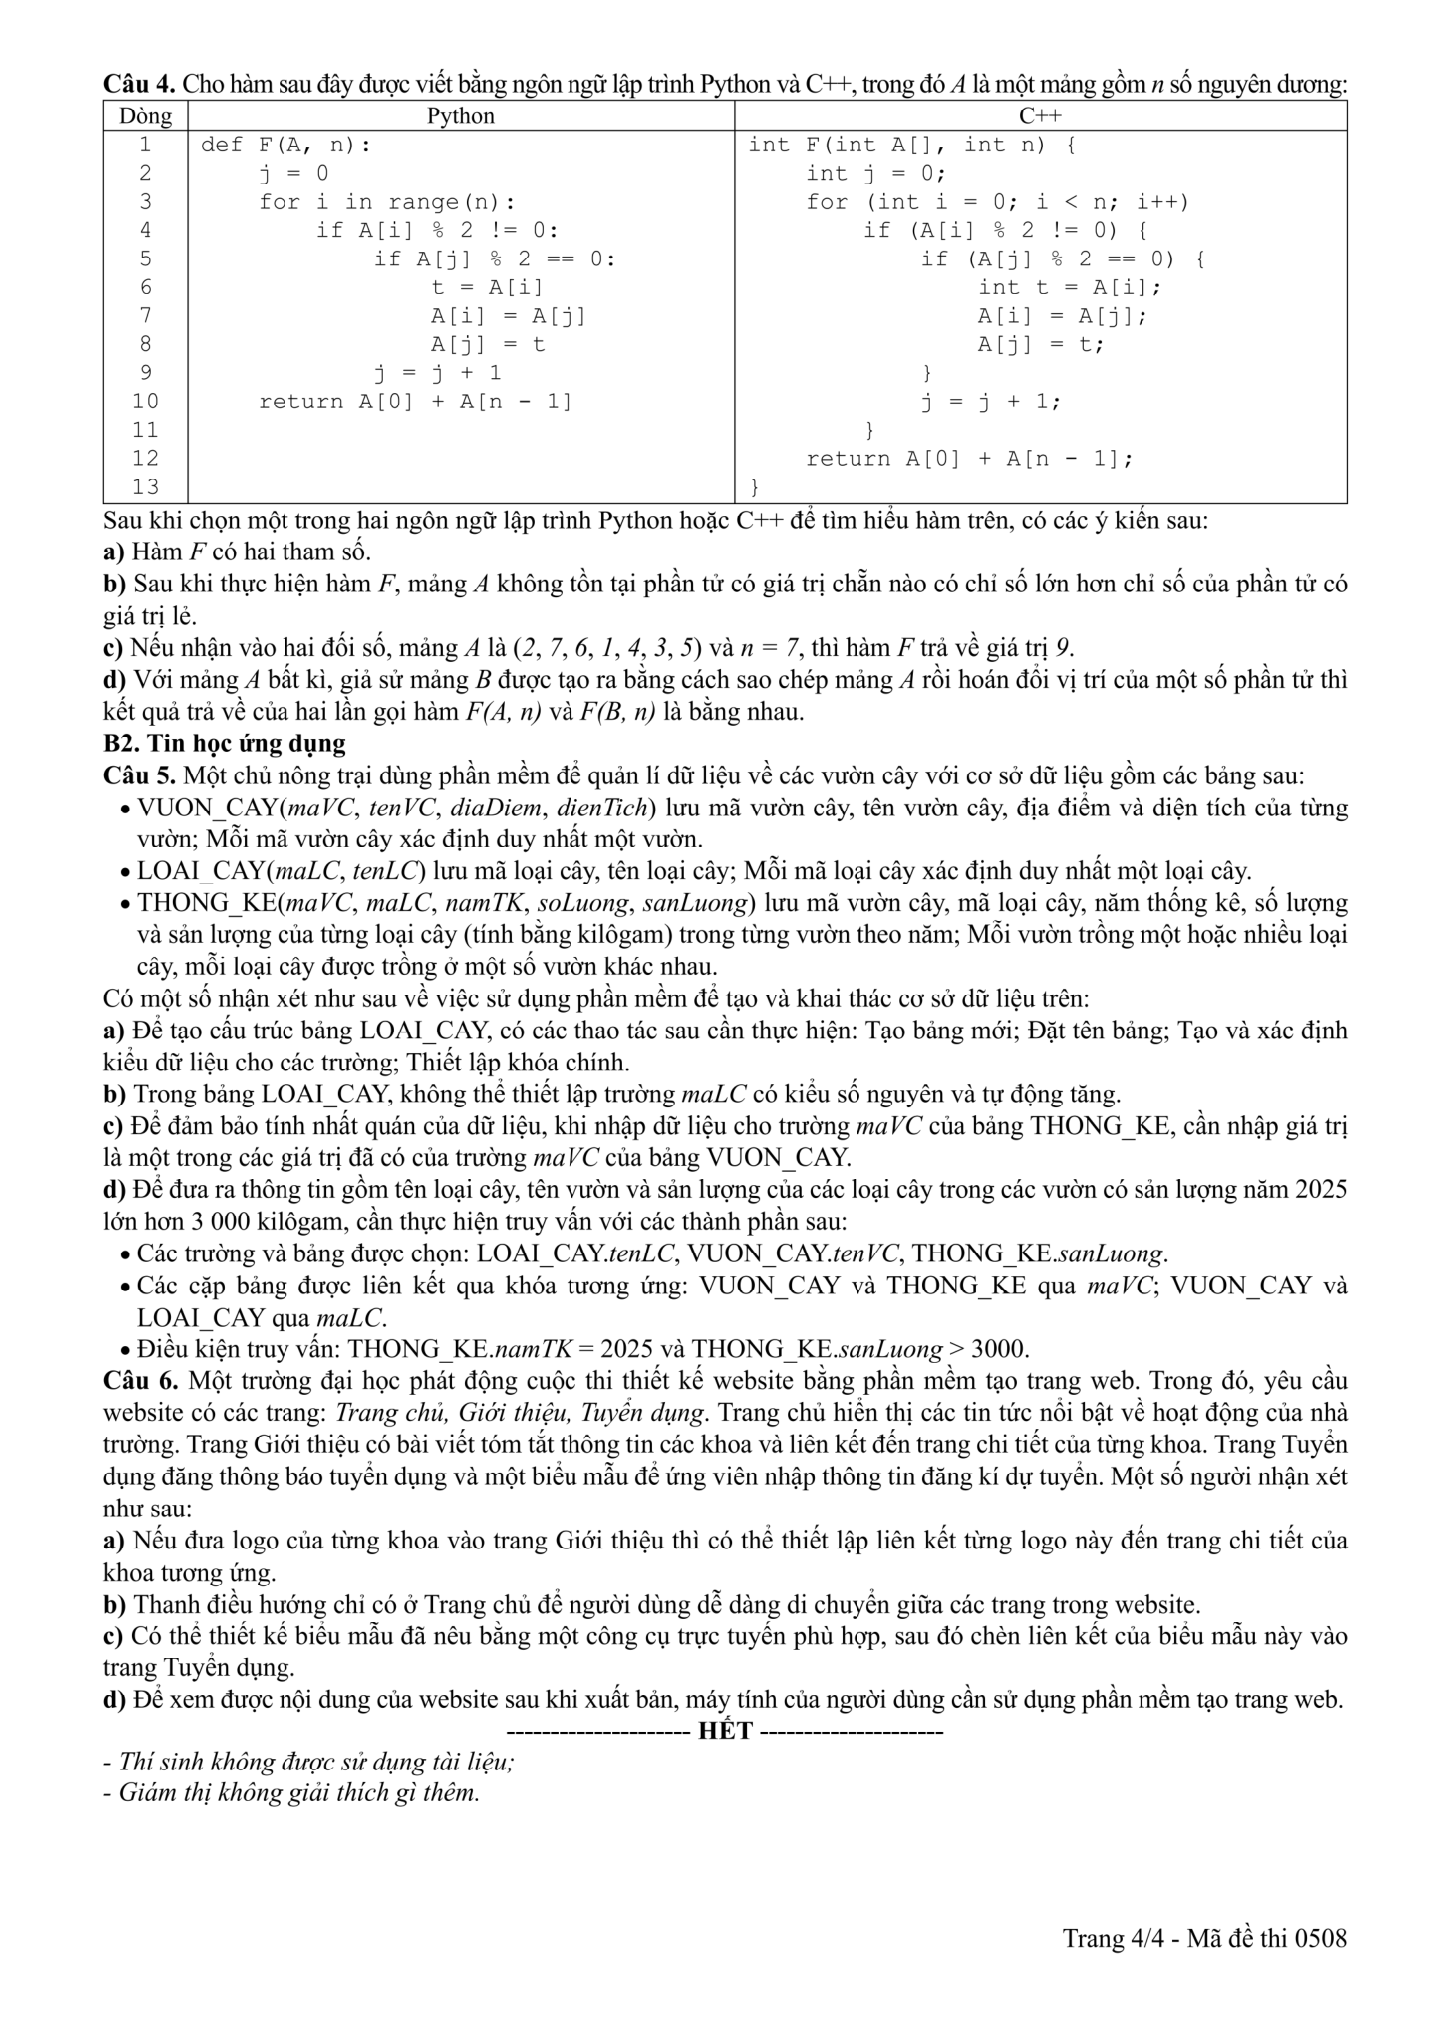 Câu 4. Cho hàm sau đây được viết bằng ngôn ngữ lập trình Python và C++, trong đó A là một mảng gồm n số nguyên dương:
Dòng Python C++
1 def F(A, n): int F(int A[], int n) {
2 j = 0 int j = 0;
3 for i in range(n): for (int i = 0; i < n; i++)
4 if A[i] % 2 != 0: if (A[i] % 2 != 0) {
5 if A[j] % 2 == 0: if (A[j] % 2 == 0) {
6 t = A[i] int t = A[i];
7 A[i] = A[j] A[i] = A[j];
8 A[j] = t A[j] = t;
9 j = j + 1 }
10 return A[0] + A[n - 1] j = j + 1;
11 }
12 return A[0] + A[n - 1];
13 }
Sau khi chọn một trong hai ngôn ngữ lập trình Python hoặc C++ để tìm hiểu hàm trên, có các ý kiến sau:
a) Hàm F có hai tham số.
b) Sau khi thực hiện hàm F, mảng A không tồn tại phần tử có giá trị chẵn nào có chỉ số lớn hơn chỉ số của phần tử có
giá trị lẻ.
c) Nếu nhận vào hai đối số, mảng A là (2, 7, 6, 1, 4, 3, 5) và n = 7, thì hàm F trả về giá trị 9.
d) Với mảng A bất kì, giả sử mảng B được tạo ra bằng cách sao chép mảng A rồi hoán đổi vị trí của một số phần tử thì
kết quả trả về của hai lần gọi hàm F(A, n) và F(B, n) là bằng nhau.
B2. Tin học ứng dụng
Câu 5. Một chủ nông trại dùng phần mềm để quản lí dữ liệu về các vườn cây với cơ sở dữ liệu gồm các bảng sau:
• VUON_CAY(maVC, tenVC, diaDiem, dienTich) lưu mã vườn cây, tên vườn cây, địa điểm và diện tích của từng
vườn; Mỗi mã vườn cây xác định duy nhất một vườn.
• LOAI_CAY(maLC, tenLC) lưu mã loại cây, tên loại cây; Mỗi mã loại cây xác định duy nhất một loại cây.
• THONG_KE(maVC, maLC, namTK, soLuong, sanLuong) lưu mã vườn cây, mã loại cây, năm thống kê, số lượng
và sản lượng của từng loại cây (tính bằng kilôgam) trong từng vườn theo năm; Mỗi vườn trồng một hoặc nhiều loại
cây, mỗi loại cây được trồng ở một số vườn khác nhau.
Có một số nhận xét như sau về việc sử dụng phần mềm để tạo và khai thác cơ sở dữ liệu trên:
a) Để tạo cấu trúc bảng LOAI_CAY, có các thao tác sau cần thực hiện: Tạo bảng mới; Đặt tên bảng; Tạo và xác định
kiểu dữ liệu cho các trường; Thiết lập khóa chính.
b) Trong bảng LOAI_CAY, không thể thiết lập trường maLC có kiểu số nguyên và tự động tăng.
c) Để đảm bảo tính nhất quán của dữ liệu, khi nhập dữ liệu cho trường maVC của bảng THONG_KE, cần nhập giá trị
là một trong các giá trị đã có của trường maVC của bảng VUON_CAY.
d) Để đưa ra thông tin gồm tên loại cây, tên vườn và sản lượng của các loại cây trong các vườn có sản lượng năm 2025
lớn hơn 3 000 kilôgam, cần thực hiện truy vấn với các thành phần sau:
• Các trường và bảng được chọn: LOAI_CAY.tenLC, VUON_CAY.tenVC, THONG_KE.sanLuong.
• Các cặp bảng được liên kết qua khóa tương ứng: VUON_CAY và THONG_KE qua maVC; VUON_CAY và
LOAI_CAY qua maLC.
• Điều kiện truy vấn: THONG_KE.namTK = 2025 và THONG_KE.sanLuong > 3000.
Câu 6. Một trường đại học phát động cuộc thi thiết kế website bằng phần mềm tạo trang web. Trong đó, yêu cầu
website có các trang: Trang chủ, Giới thiệu, Tuyển dụng. Trang chủ hiển thị các tin tức nổi bật về hoạt động của nhà
trường. Trang Giới thiệu có bài viết tóm tắt thông tin các khoa và liên kết đến trang chi tiết của từng khoa. Trang Tuyển
dụng đăng thông báo tuyển dụng và một biểu mẫu để ứng viên nhập thông tin đăng kí dự tuyển. Một số người nhận xét
như sau:
a) Nếu đưa logo của từng khoa vào trang Giới thiệu thì có thể thiết lập liên kết từng logo này đến trang chi tiết của
khoa tương ứng.
b) Thanh điều hướng chỉ có ở Trang chủ để người dùng dễ dàng di chuyển giữa các trang trong website.
c) Có thể thiết kế biểu mẫu đã nêu bằng một công cụ trực tuyến phù hợp, sau đó chèn liên kết của biểu mẫu này vào
trang Tuyển dụng.
d) Để xem được nội dung của website sau khi xuất bản, máy tính của người dùng cần sử dụng phần mềm tạo trang web.
--------------------- HẾT ---------------------
- Thí sinh không được sử dụng tài liệu;
- Giám thị không giải thích gì thêm.
Trang 4/4 - Mã đề thi 0508